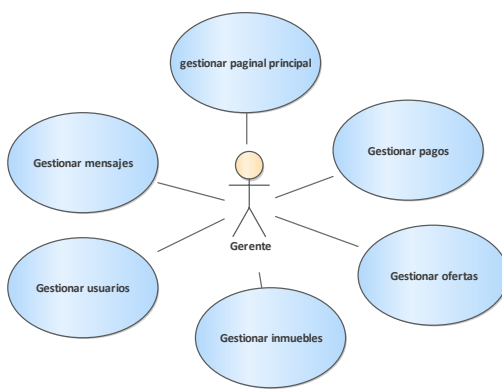 gestionar paginal principal
Gestionar mensajes
Gestionar pagos
Gerente
Gestionar usuarios
Gestionar ofertas
Gestionar inmuebles